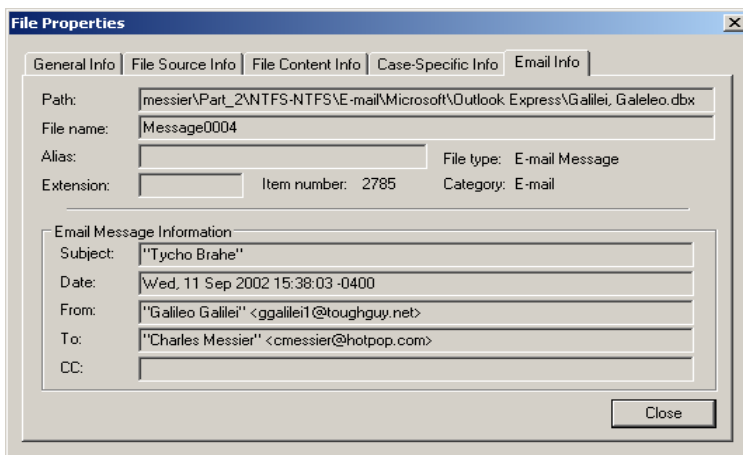 File Properties
General Info File Source Info File Content Info Case-Specific Info Email Info
Path: messier\Part_2\NTFS-NTFS\E-mail\Microsoft\Outlook Express\Galilei, Galeleo.dbx
File name: Message0004
Alias: File type: E-mail Message
Extension: Item number: 2785 Category: E-mail
Email Message Information
Subject: "Tycho Brahe"
Date: Wed, 11 Sep 2002 15:38:03 -0400
From: "Galileo Galilei" <ggalilei1@toughguy.net>
To: "Charles Messier" <cmessier@hotpop.com>
CC:
Close